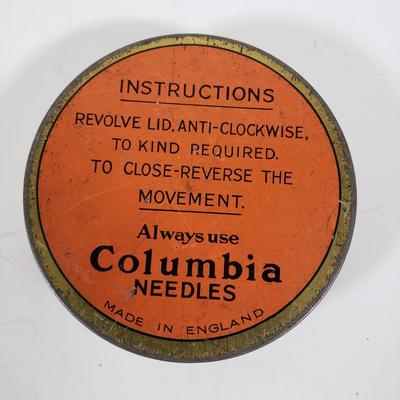 INSTRUCTIONS
REVOLVE LID, ANTI-CLOCKWISE,
TO KIND REQUIRED.
TO CLOSE-REVERSE THE
MOVEMENT.
Always use
Columbia
NEEDLES
MADE IN ENGLAND